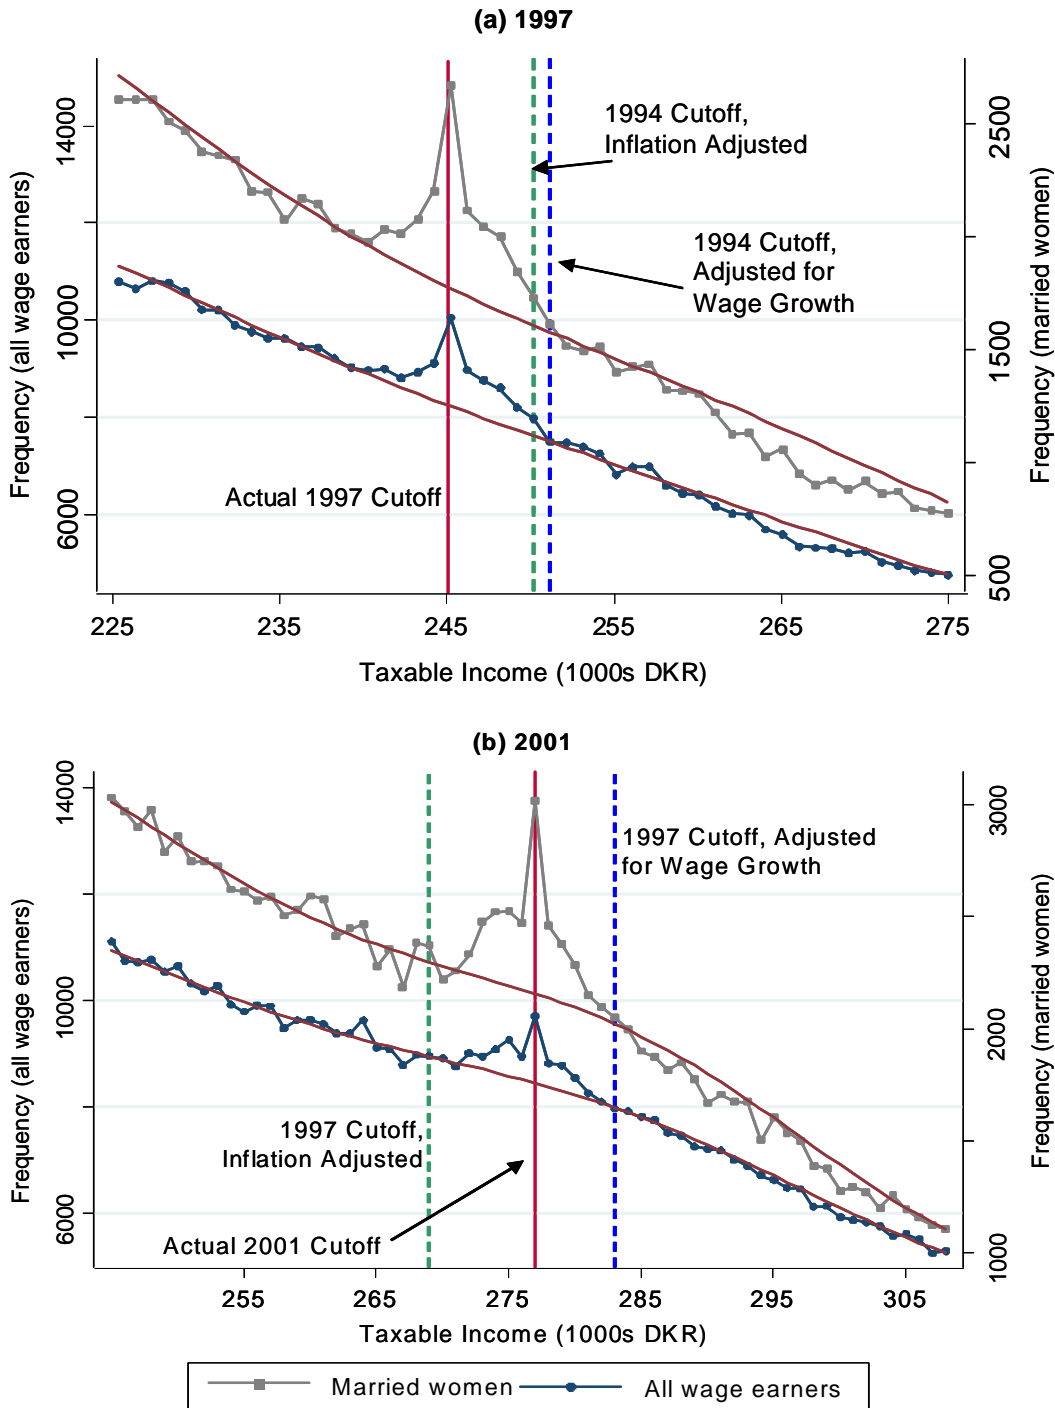 (a) 1997
Frequency (all wage earners)
14000
10000
6000
1994 Cutoff,
Inflation Adjusted
1994 Cutoff,
Adjusted for
Wage Growth
Actual 1997 Cutoff
2500
1500
500
Frequency (married women)
225
235
245
255
265
275
Taxable Income (1000s DKR)
(b) 2001
Frequency (all wage earners)
14000
10000
6000
1997 Cutoff, Adjusted
for Wage Growth
1997 Cutoff,
Inflation Adjusted
Actual 2001 Cutoff
3000
2000
1000
Frequency (married women)
255
265
275
285
295
305
Taxable Income (1000s DKR)
Married women
All wage earners